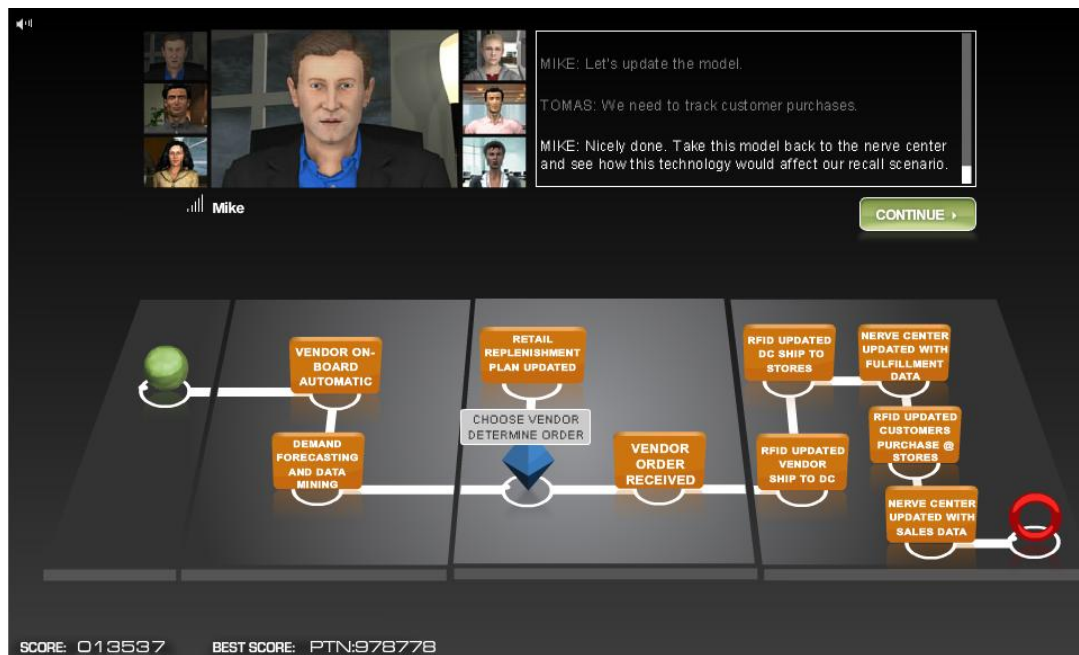 MIKE: Let's update the model.
TOMAS: We need to track customer purchases.
MIKE: Nicely done. Take this model back to the nerve center
and see how this technology would affect our recall scenario.
Mike
CONTINUE
VENDOR ON-
BOARD
AUTOMATIC
DEMAND
FORECASTING
AND DATA
MINING
RETAIL
REPLENISHMENT
PLAN UPDATED
CHOOSE VENDOR
DETERMINE ORDER
VENDOR
ORDER
RECEIVED
RFID UPDATED
DC SHIP TO
STORES
RFID UPDATED
VENDOR
SHIP TO DC
NERVE CENTER
UPDATED WITH
FULFILLMENT
DATA
RFID UPDATED
CUSTOMERS
PURCHASE @
STORES
NERVE CENTER
UPDATED WITH
SALES DATA
SCORE: 013537
BEST SCORE: PTN:978778